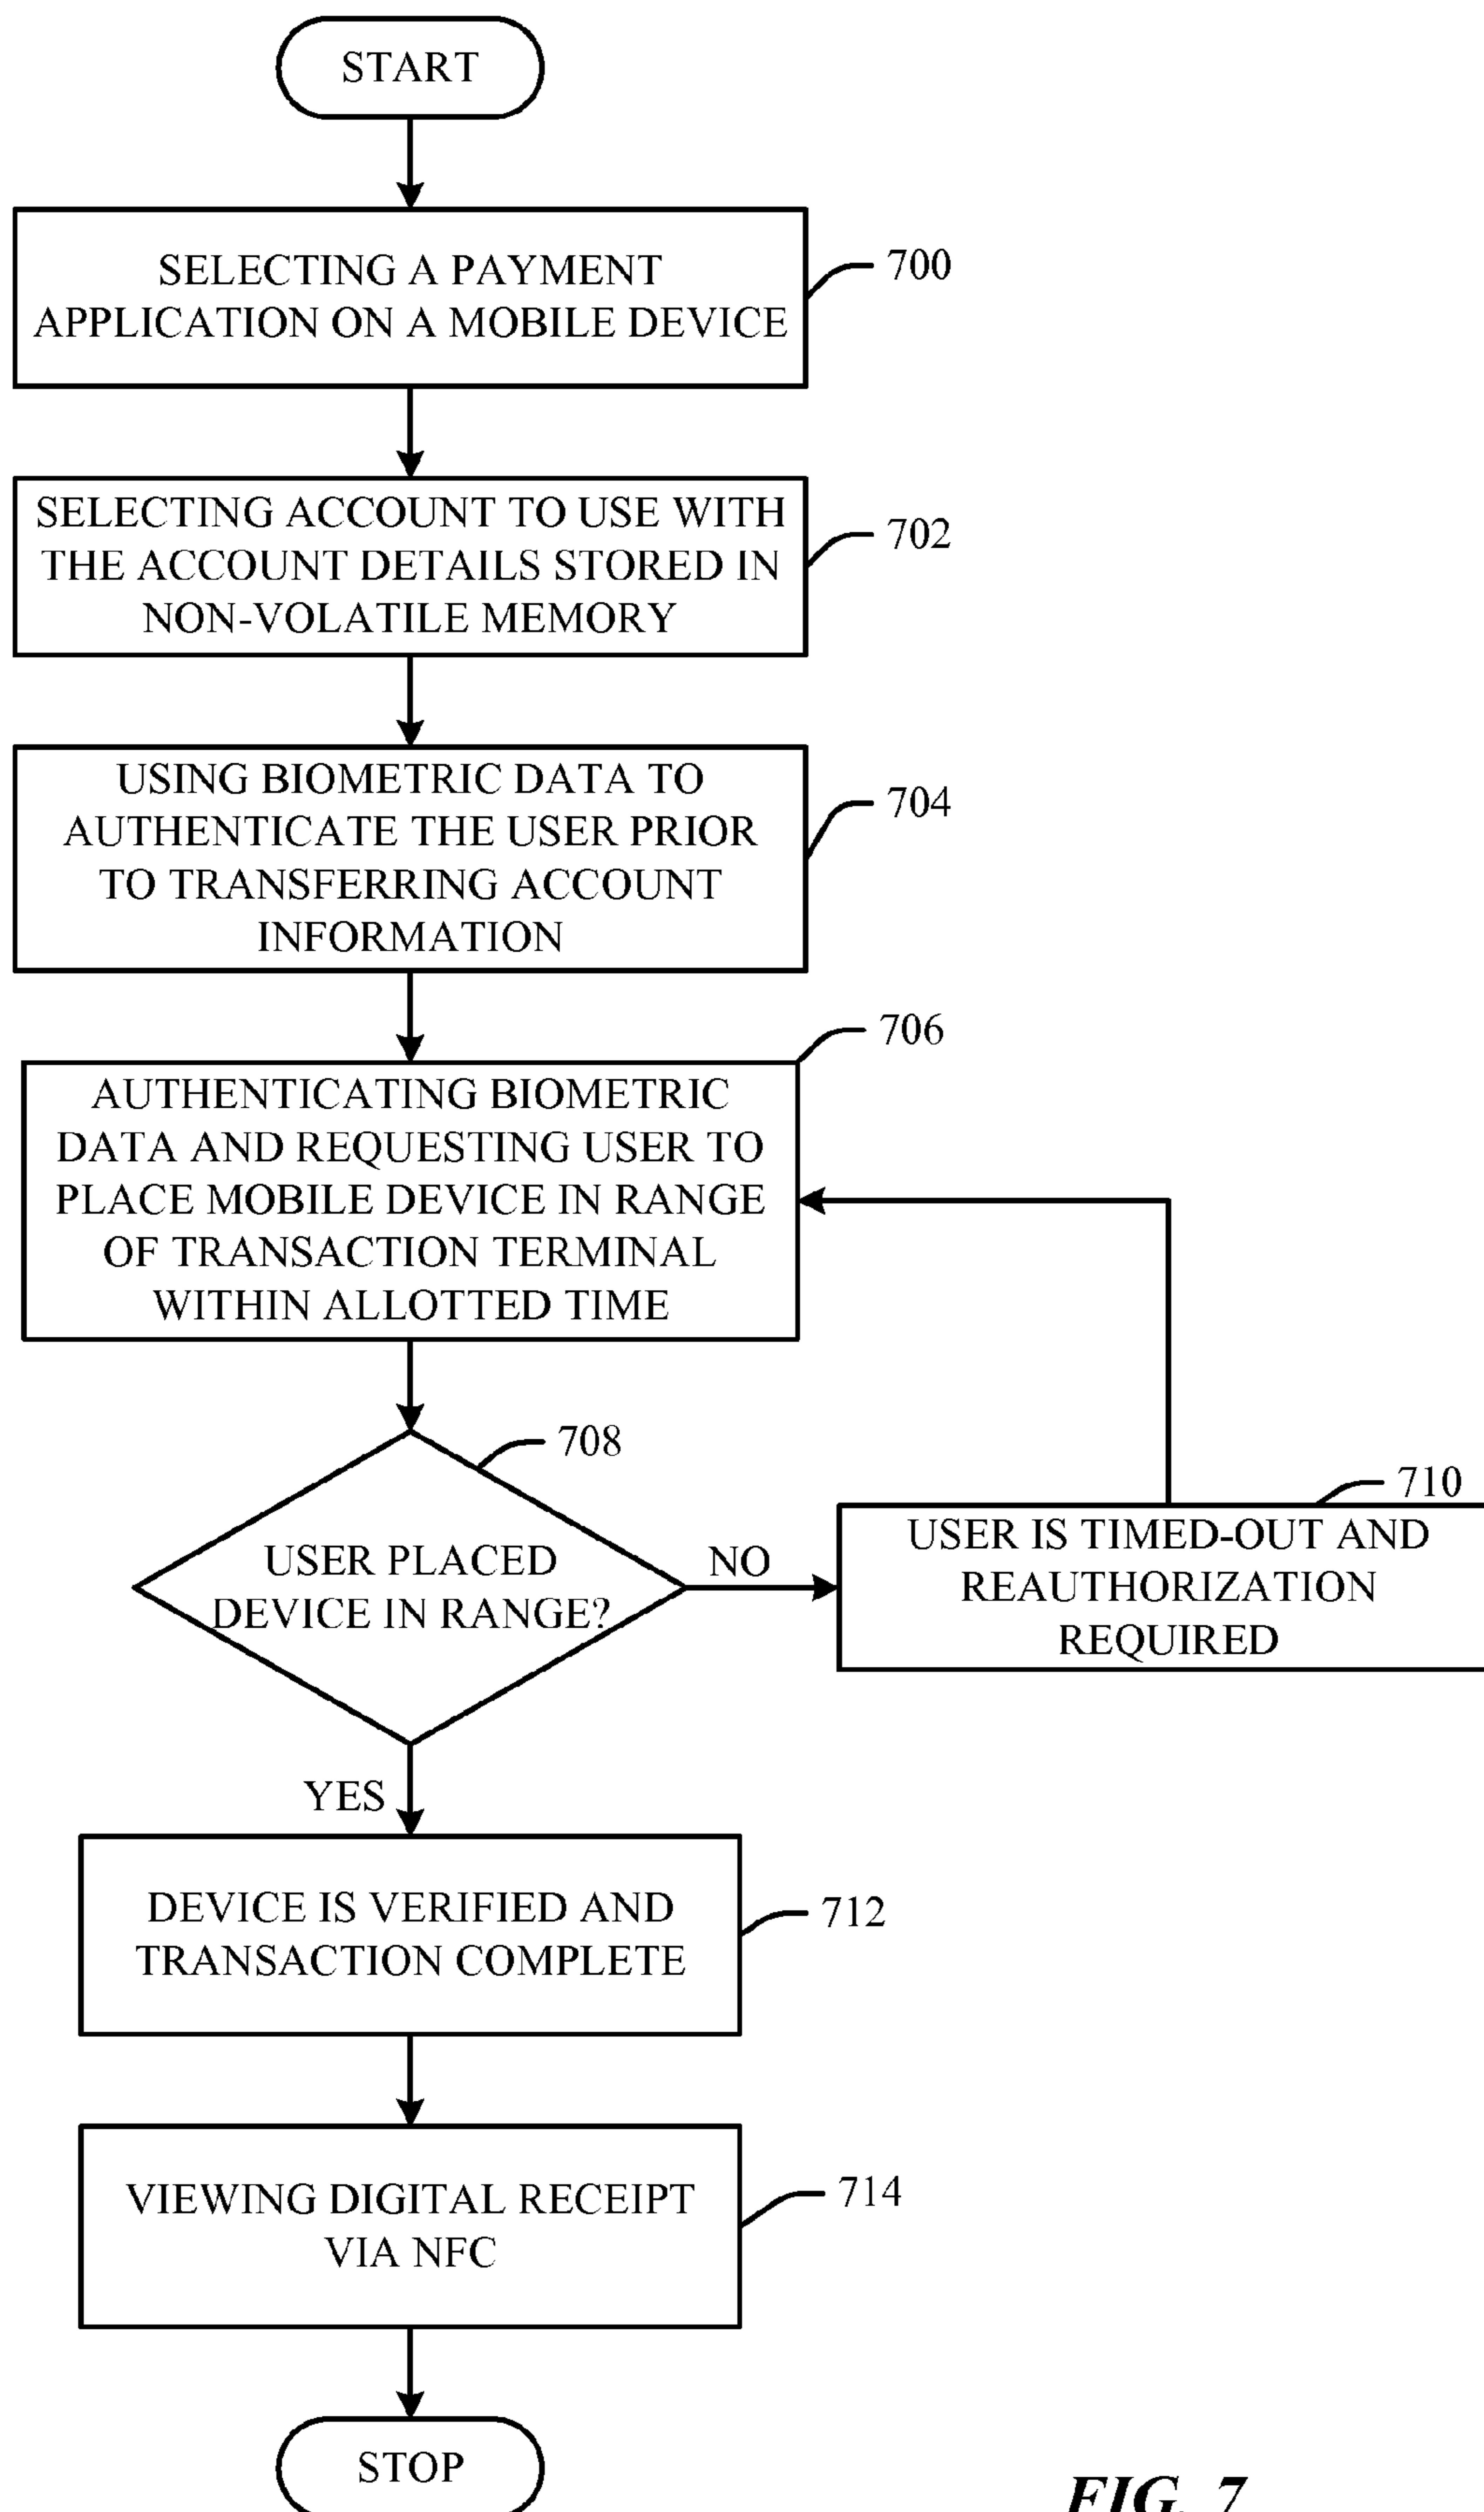 START
SELECTING A PAYMENT
APPLICATION ON A MOBILE DEVICE
700
SELECTING ACCOUNT TO USE WITH
THE ACCOUNT DETAILS STORED IN
NON-VOLATILE MEMORY
702
USING BIOMETRIC DATA TO
AUTHENTICATE THE USER PRIOR
TO TRANSFERRING ACCOUNT
INFORMATION
704
706
AUTHENTICATING BIOMETRIC
DATA AND REQUESTING USER TO
PLACE MOBILE DEVICE IN RANGE
OF TRANSACTION TERMINAL
WITHIN ALLOTTED TIME
708
USER PLACED
DEVICE IN RANGE?
NO
710
USER IS TIMED-OUT AND
REAUTHORIZATION
REQUIRED
YES
DEVICE IS VERIFIED AND
TRANSACTION COMPLETE
712
VIEWING DIGITAL RECEIPT
VIA NFC
714
STOP
FIG. 7